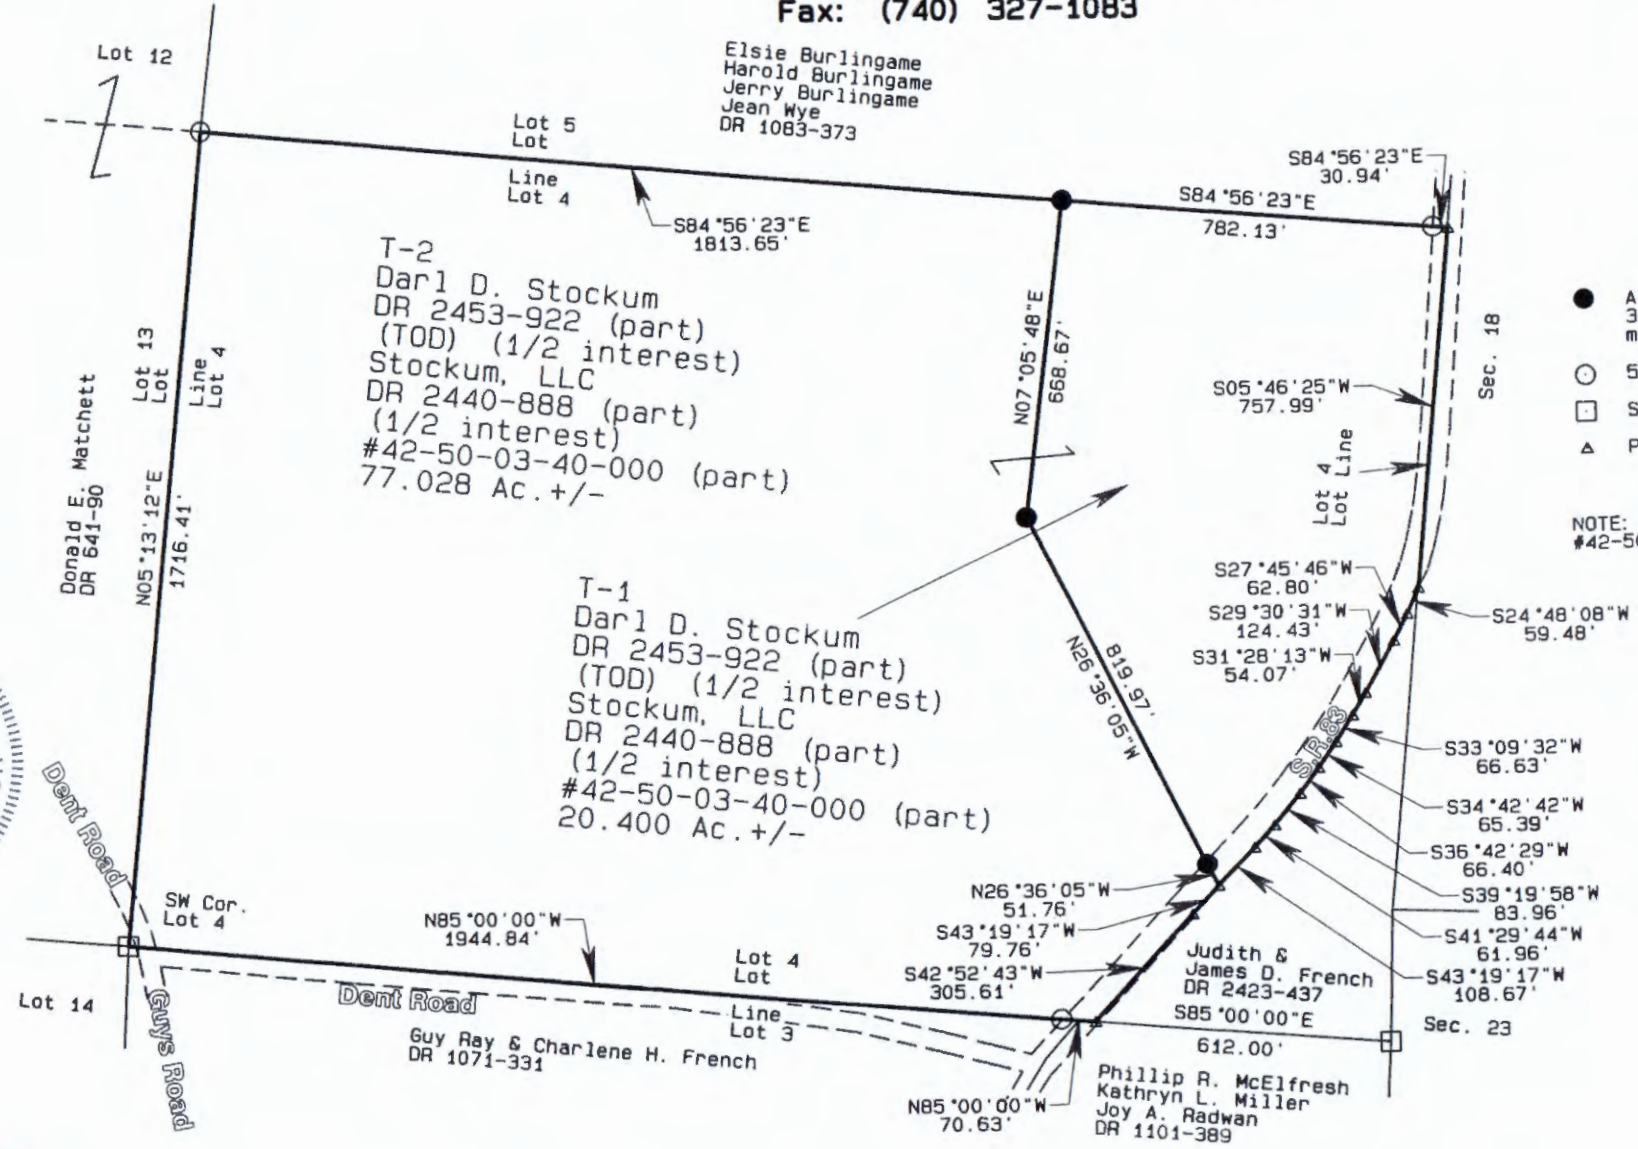 Fax: (740) 327-1083
Elsie Burlingame
Harold Burlingame
Jerry Burlingame
Jean Wye
DR 1083-373
Lot 12
Lot 5
Lot
Line
Lot 4
S84°56'23"E
1813.65'
S84°56'23"E
782.13'
S84°56'23"E
30.94'
T-2
Darl D. Stockum
DR 2453-922 (part)
(TOD) (1/2 interest)
Stockum, LLC
DR 2440-888 (part)
(1/2 interest)
#42-50-03-40-000 (part)
77.028 Ac.+/-
Donald E. Matchett
DR 641-90
Lot 13
Lot
Line
Lot 4
N05°13'12"E
1716.41'
N07°05'48"E
668.67'
S05°46'25"W
757.99'
Sec. 18
Lot 4
Lot Line
NOTE:
T-1
Darl D. Stockum
DR 2453-922 (part)
(TOD) (1/2 interest)
Stockum, LLC
DR 2440-888 (part)
(1/2 interest)
#42-50-03-40-000 (part)
20.400 Ac.+/-
819.97'
N26°36'05"W
S27°45'46"W
62.80'
S29°30'31"W
124.43'
S31°28'13"W
54.07'
S24°48'08"W
59.48'
S.R.83
S33°09'32"W
66.63'
S34°42'42"W
65.39'
S36°42'29"W
66.40'
S39°19'58"W
83.96'
S41°29'44"W
61.96'
S43°19'17"W
108.67'
N26°36'05"W
51.76'
S43°19'17"W
79.76'
S42°52'43"W
305.61'
Judith &
James D. French
DR 2423-437
S85°00'00"E
612.00'
Sec. 23
Dent Road
SW Cor.
Lot 4
N85°00'00"W
1944.84'
Lot 4
Lot
Line
Lot 3
Lot 14
Guys Road
Dent Road
Guy Ray & Charlene H. French
DR 1071-331
N85°00'00"W
70.63'
Phillip R. McElfresh
Kathryn L. Miller
Joy A. Radwan
DR 1101-389